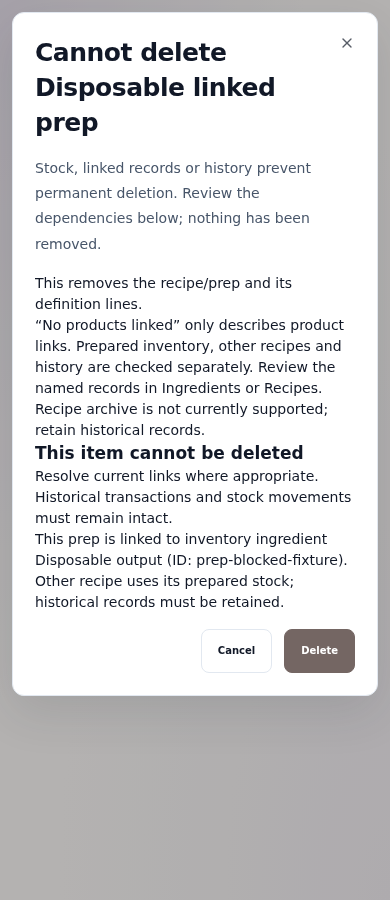 Cannot delete
Disposable linked
prep
×
Stock, linked records or history prevent
permanent deletion. Review the
dependencies below; nothing has been
removed.
This removes the recipe/prep and its
definition lines.
“No products linked” only describes product
links. Prepared inventory, other recipes and
history are checked separately. Review the
named records in Ingredients or Recipes.
Recipe archive is not currently supported;
retain historical records.
This item cannot be deleted
Resolve current links where appropriate.
Historical transactions and stock movements
must remain intact.
This prep is linked to inventory ingredient
Disposable output (ID: prep-blocked-fixture).
Other recipe uses its prepared stock;
historical records must be retained.
Cancel
Delete